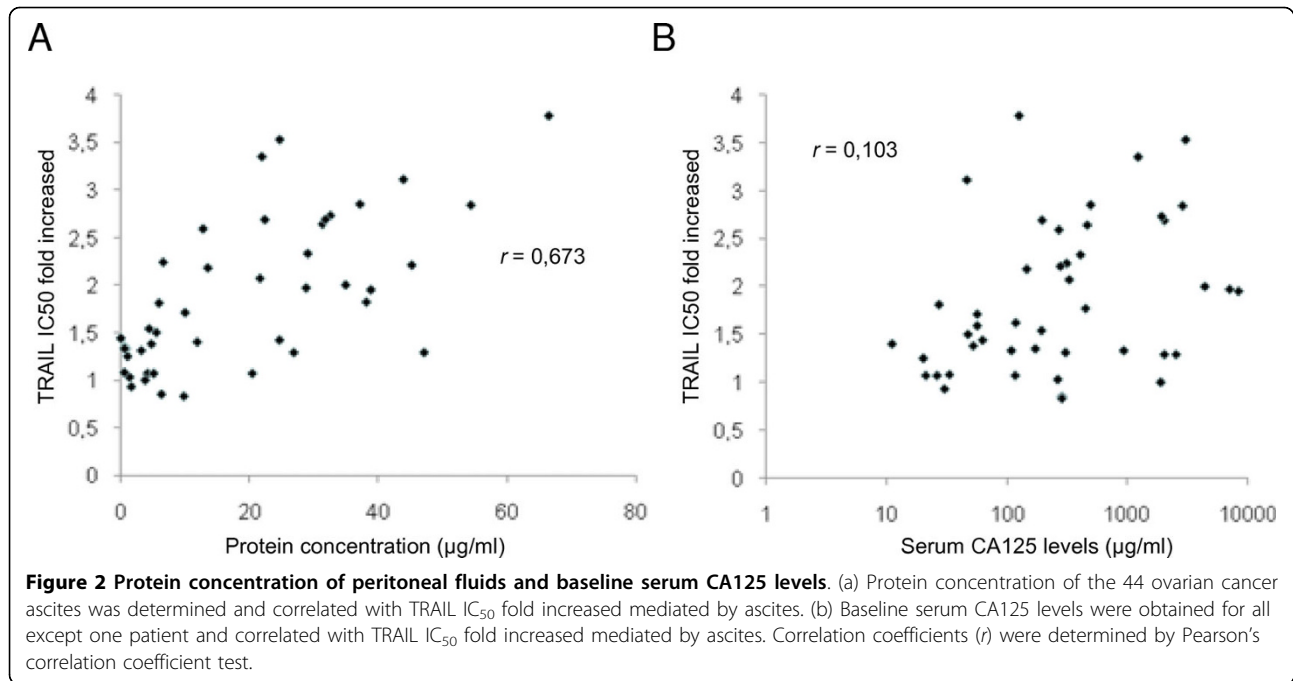 A
TRAIL IC50 fold increased
4
3,5
3
2,5
2
1,5
1
0,5
0
r = 0,673
0 20 40 60 80
Protein concentration (µg/ml)
B
TRAIL IC50 fold increased
4
3,5
3
2,5
2
1,5
1
0,5
0
r = 0,103
1 10 100 1000 10000
Serum CA125 levels (µg/ml)
Figure 2 Protein concentration of peritoneal fluids and baseline serum CA125 levels. (a) Protein concentration of the 44 ovarian cancer
ascites was determined and correlated with TRAIL IC50 fold increased mediated by ascites. (b) Baseline serum CA125 levels were obtained for all
except one patient and correlated with TRAIL IC50 fold increased mediated by ascites. Correlation coefficients (r) were determined by Pearson's
correlation coefficient test.